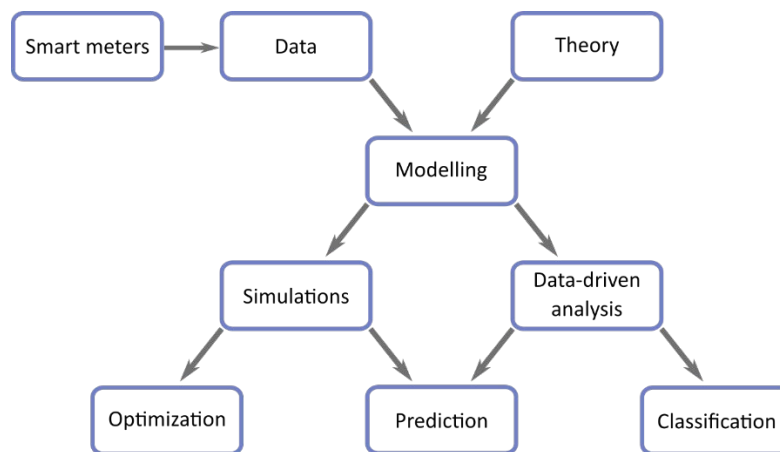 Smart meters
Data
Theory
Modelling
Simulations
Data-driven
analysis
Optimization
Prediction
Classification